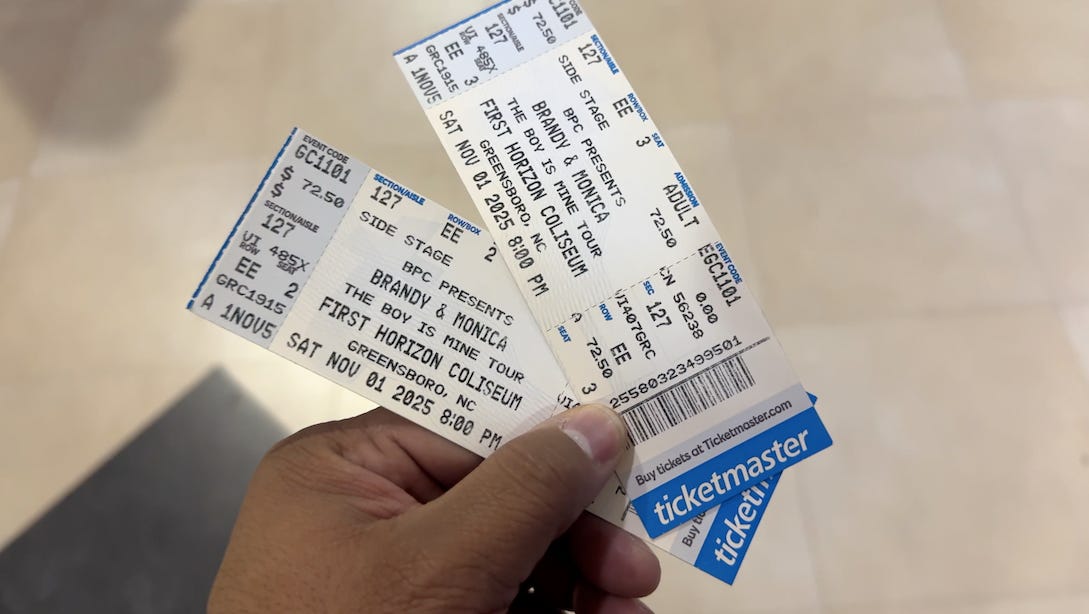 EVENT CODE
GC1101
$ 72.50
$
SECTION/AISLE
127
VI 485X
ROW SEAT
EE 2
GRC1915
A 1NOV5
SECTION/AISLE ROW/BOX
127 EE 2
SIDE STAGE
BPC PRESENTS
BRANDY & MONICA
THE BOY IS MINE TOUR
FIRST HORIZON COLISEUM
GREENSBORO, NC
SAT NOV 01 2025 8:00 PM
CODE
GC1101
$ 72.50
$
SECTION/AISLE
127
VI 485X
ROW SEAT
EE 3
GRC1915
A 1NOV5
SECTION/AISLE ROW/BOX SEAT ADMISSION
127 EE 3 ADULT
SIDE STAGE 72.50
BPC PRESENTS
BRANDY & MONICA
THE BOY IS MINE TOUR
FIRST HORIZON COLISEUM
GREENSBORO, NC
SAT NOV 01 2025 8:00 PM
EVENT CODE
EGC1101
0.00
CN 56238
SEC
127
VI407GRC
ROW
EE
A 72.50
SEAT
3
25580323499501
Buy tickets at Ticketmaster.com
ticketmaster
Buy
ticket